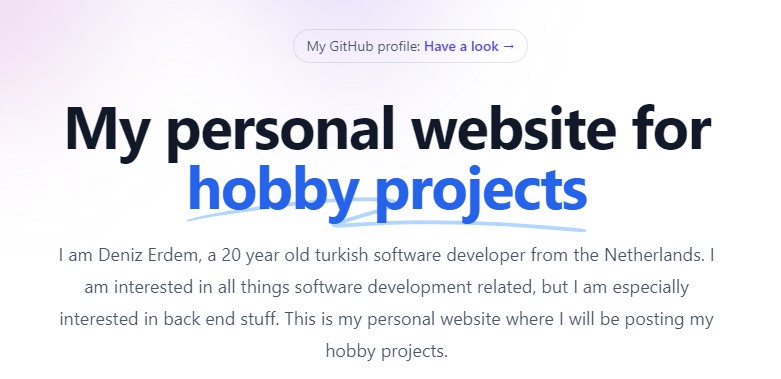 My GitHub profile: Have a look →
My personal website for
hobby projects
I am Deniz Erdem, a 20 year old turkish software developer from the Netherlands. I
am interested in all things software development related, but I am especially
interested in back end stuff. This is my personal website where I will be posting my
hobby projects.